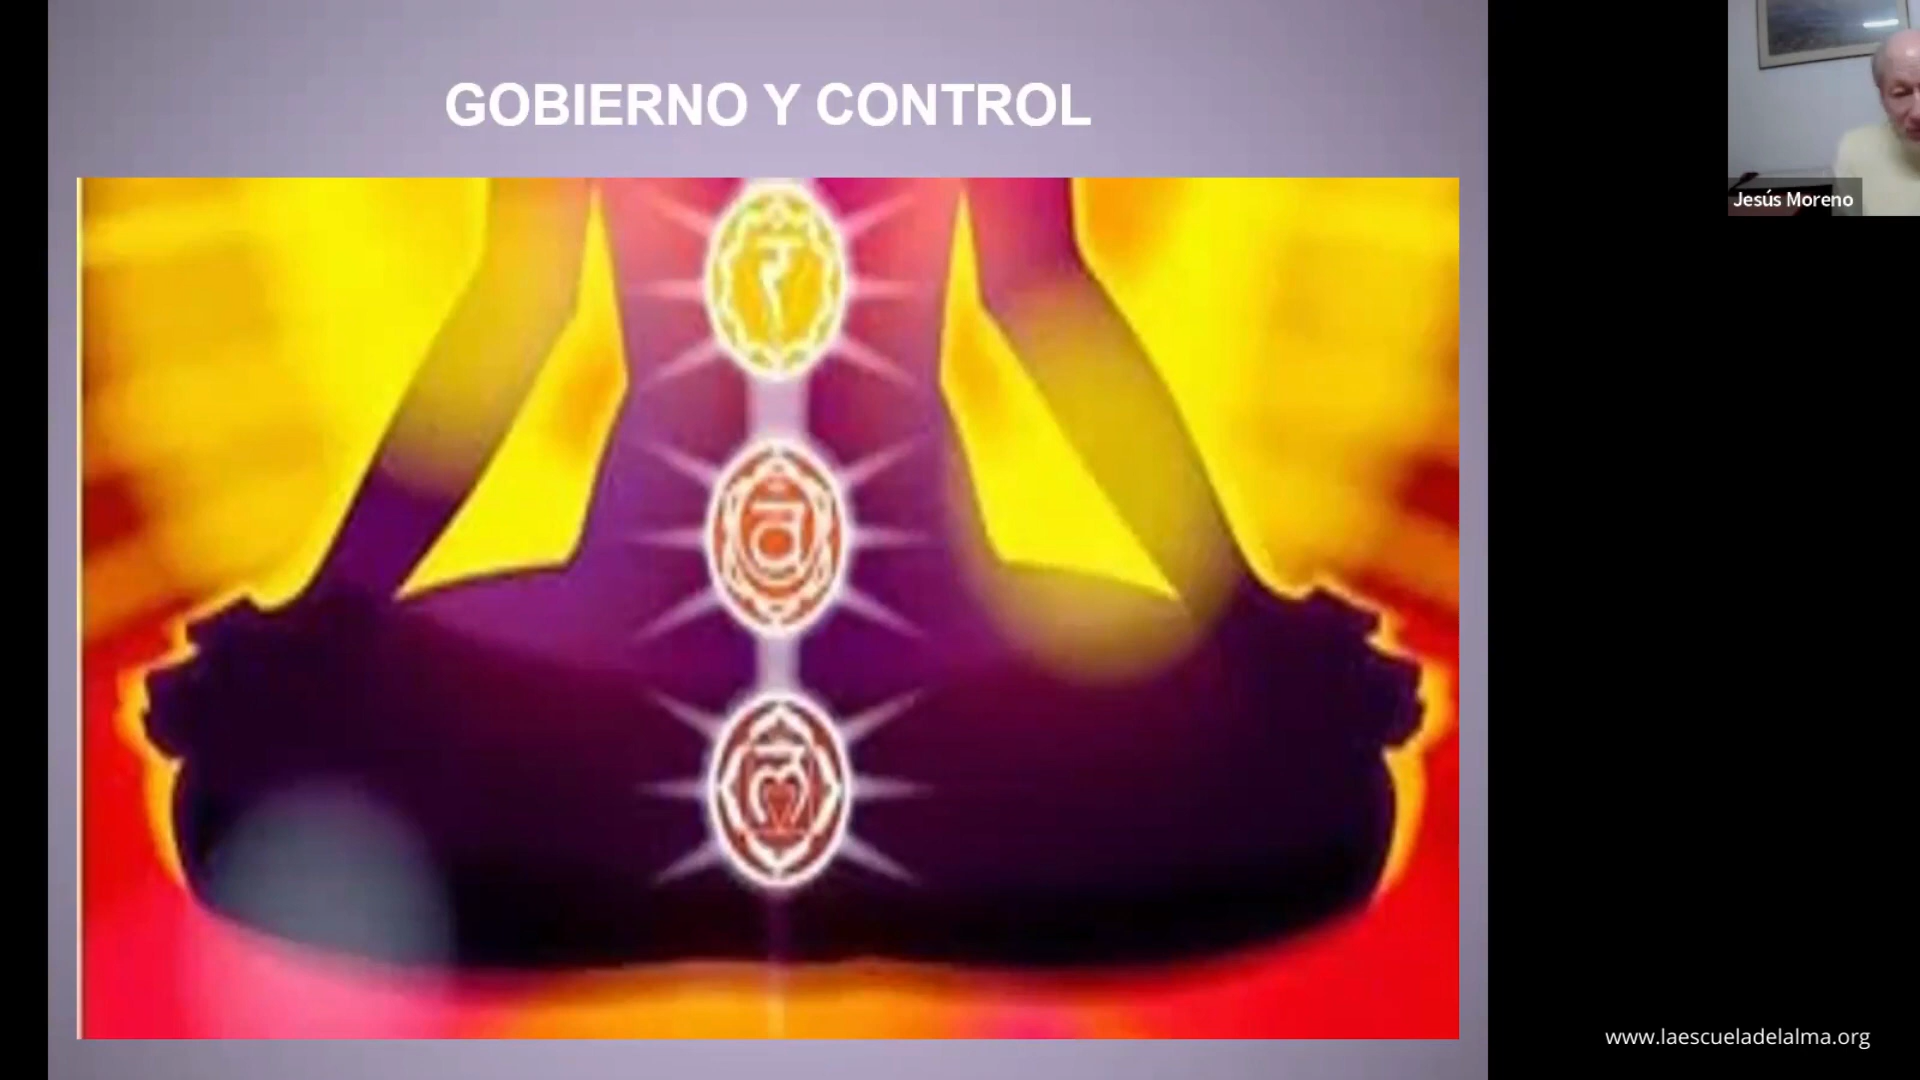 GOBIERNO Y CONTROL
Jesús Moreno
रं
वं
लं
www.laescueladelalma.org